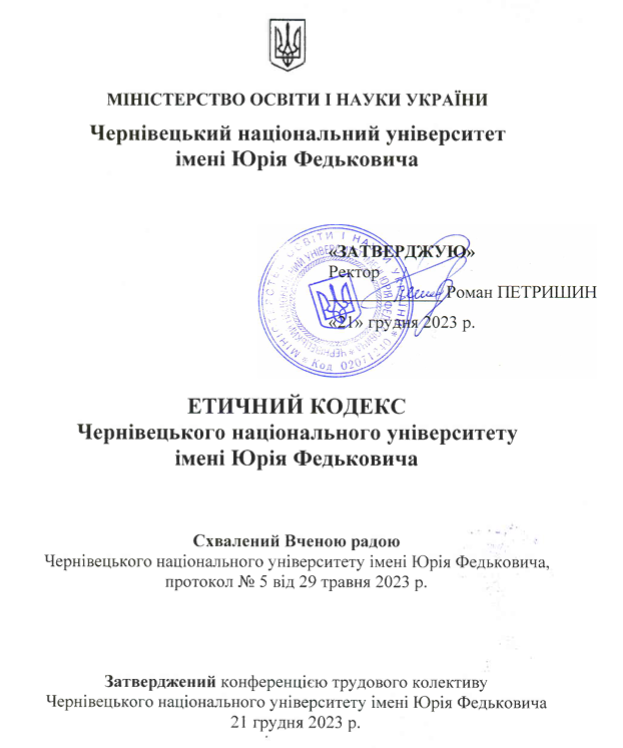 МІНІСТЕРСТВО ОСВІТИ І НАУКИ УКРАЇНИ
Чернівецький національний університет
імені Юрія Федьковича
«ЗАТВЕРДЖУЮ»
Ректор
Роман ПЕТРИШИН
«21» грудня 2023 р.
ЕТИЧНИЙ КОДЕКС
Чернівецького національного університету
імені Юрія Федьковича
Схвалений Вченою радою
Чернівецького національного університету імені Юрія Федьковича,
протокол № 5 від 29 травня 2023 р.
Затверджений конференцією трудового колективу
Чернівецького національного університету імені Юрія Федьковича
21 грудня 2023 р.